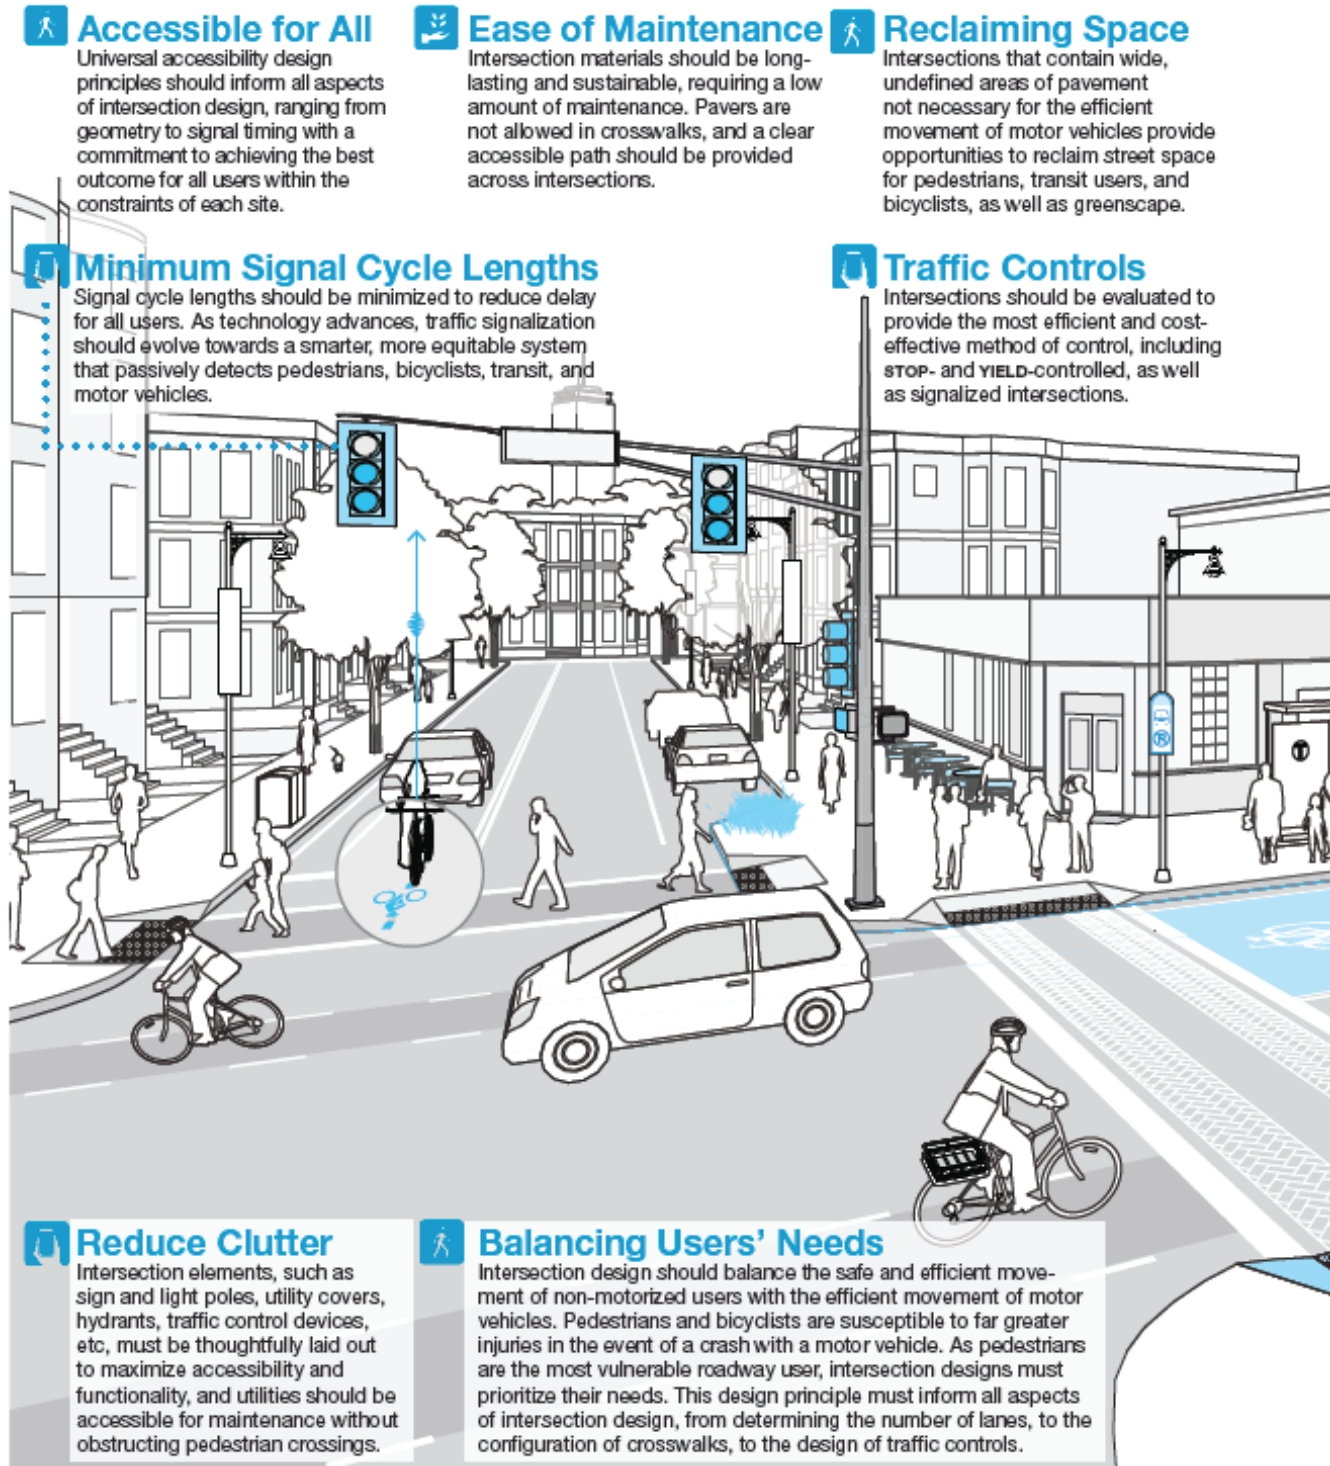 Accessible for All
Universal accessibility design
principles should inform all aspects
of intersection design, ranging from
geometry to signal timing with a
commitment to achieving the best
outcome for all users within the
constraints of each site.
Ease of Maintenance
Intersection materials should be long-
lasting and sustainable, requiring a low
amount of maintenance. Pavers are
not allowed in crosswalks, and a clear
accessible path should be provided
across intersections.
Reclaiming Space
Intersections that contain wide,
undefined areas of pavement
not necessary for the efficient
movement of motor vehicles provide
opportunities to reclaim street space
for pedestrians, transit users, and
bicyclists, as well as greenscape.
Minimum Signal Cycle Lengths
Signal cycle lengths should be minimized to reduce delay
for all users. As technology advances, traffic signalization
should evolve towards a smarter, more equitable system
that passively detects pedestrians, bicyclists, transit, and
motor vehicles.
Traffic Controls
Intersections should be evaluated to
provide the most efficient and cost-
effective method of control, including
STOP- and YIELD-controlled, as well
as signalized intersections.
T
Reduce Clutter
Intersection elements, such as
sign and light poles, utility covers,
hydrants, traffic control devices,
etc, must be thoughtfully laid out
to maximize accessibility and
functionality, and utilities should be
accessible for maintenance without
obstructing pedestrian crossings.
Balancing Users' Needs
Intersection design should balance the safe and efficient move-
ment of non-motorized users with the efficient movement of motor
vehicles. Pedestrians and bicyclists are susceptible to far greater
injuries in the event of a crash with a motor vehicle. As pedestrians
are the most vulnerable roadway user, intersection designs must
prioritize their needs. This design principle must inform all aspects
of intersection design, from determining the number of lanes, to the
configuration of crosswalks, to the design of traffic controls.